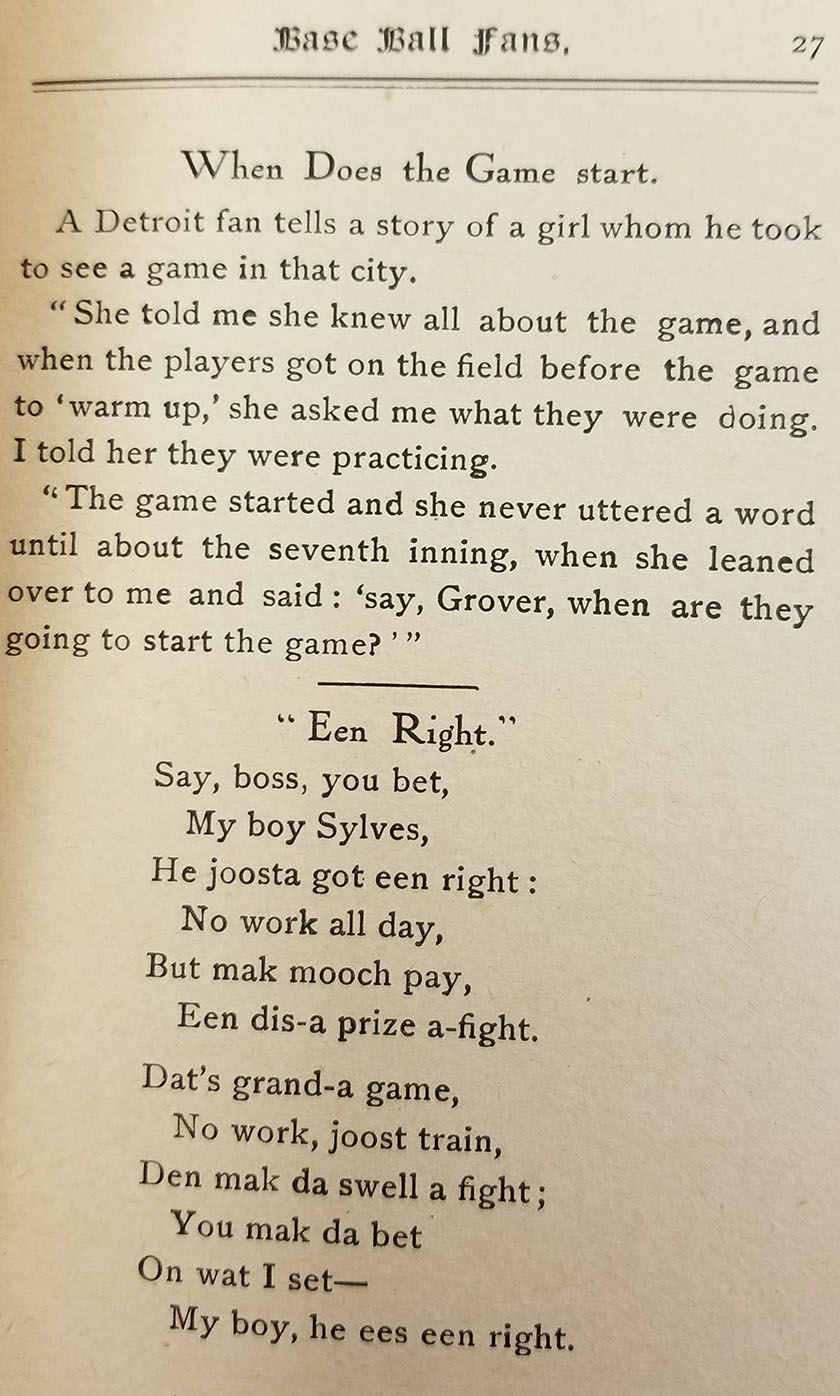 Base Ball Fans. 27
When Does the Game start.
A Detroit fan tells a story of a girl whom he took
to see a game in that city.
“She told me she knew all about the game, and
when the players got on the field before the game
to ‘warm up,’ she asked me what they were doing.
I told her they were practicing.
“The game started and she never uttered a word
until about the seventh inning, when she leaned
over to me and said : ‘say, Grover, when are they
going to start the game? ’ ”
“ Een Right.”
Say, boss, you bet,
My boy Sylves,
He joosta got een right :
No work all day,
But mak mooch pay,
Een dis-a prize a-fight.
Dat’s grand-a game,
No work, joost train,
Den mak da swell a fight ;
You mak da bet
On wat I set—
My boy, he ees een right.